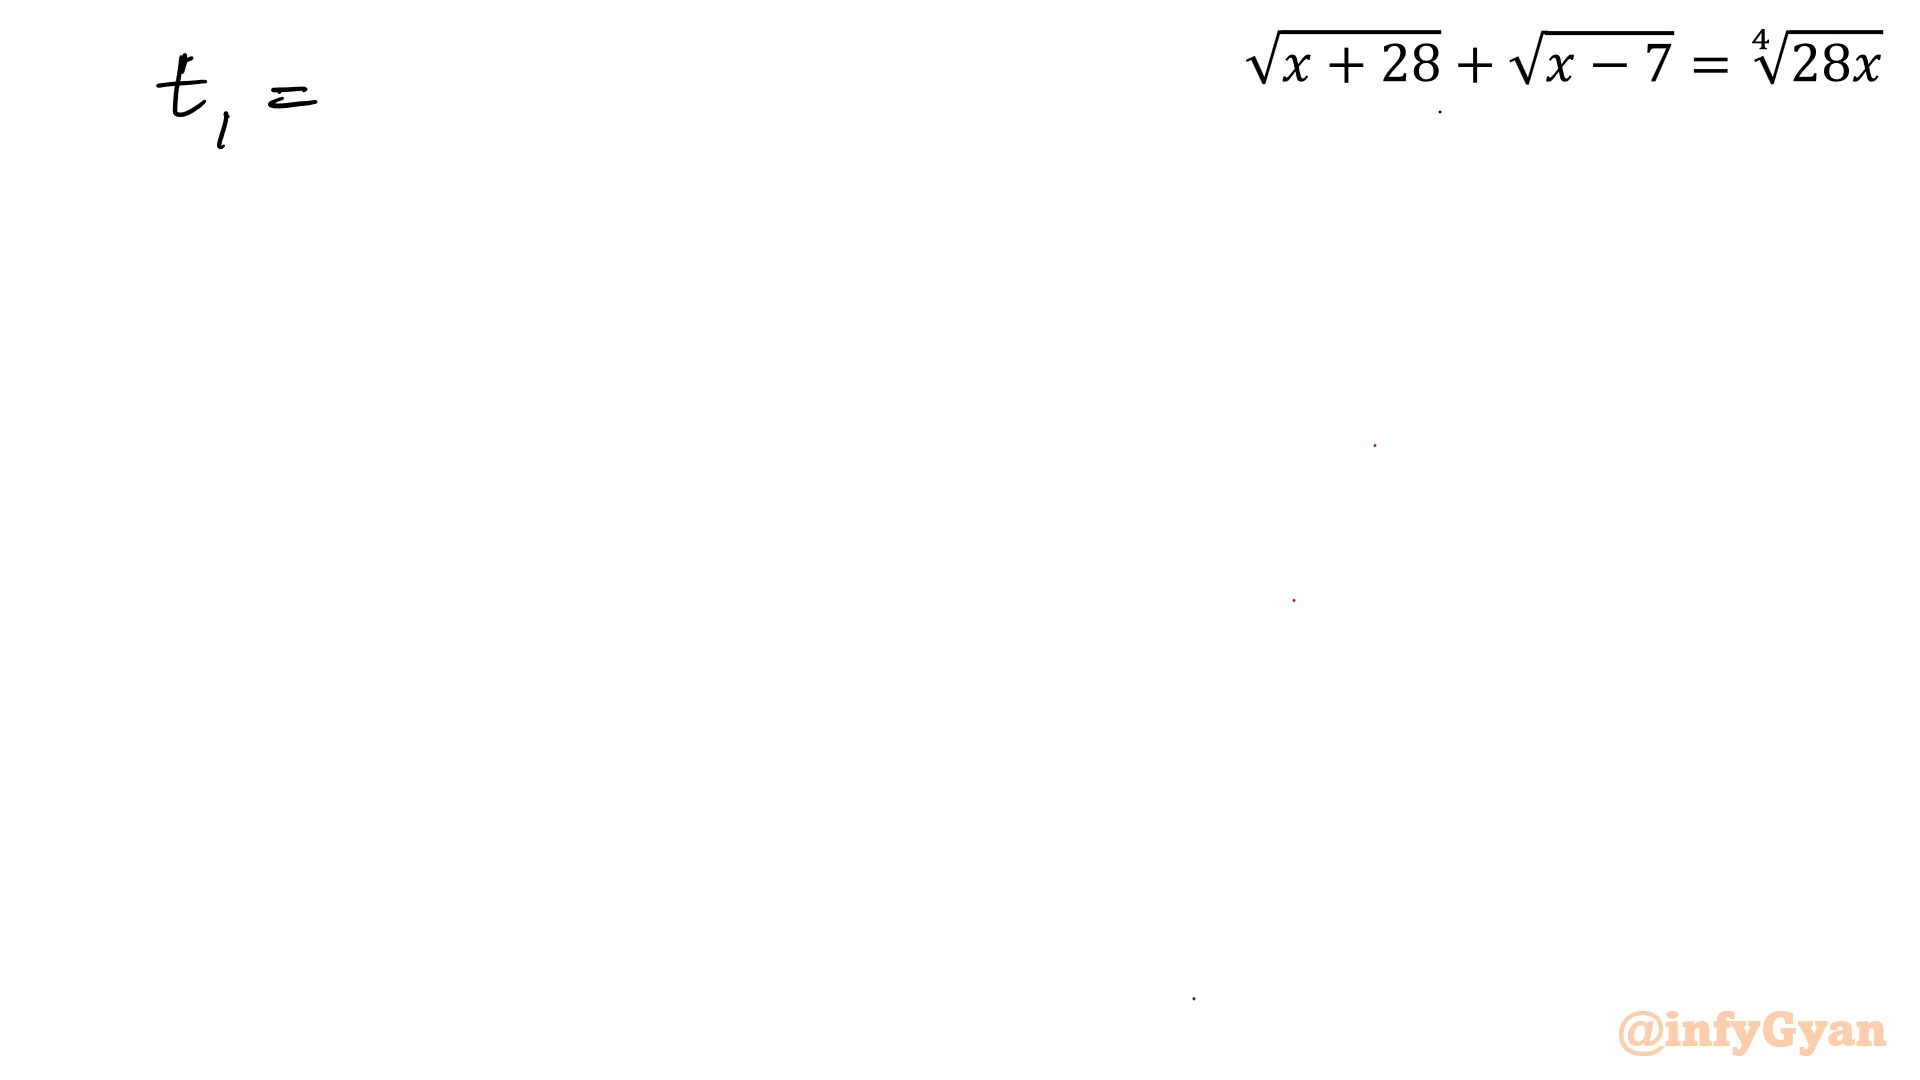 t₁ =
√(x + 28) + √(x − 7) = ⁴√(28x)
@infyGyan